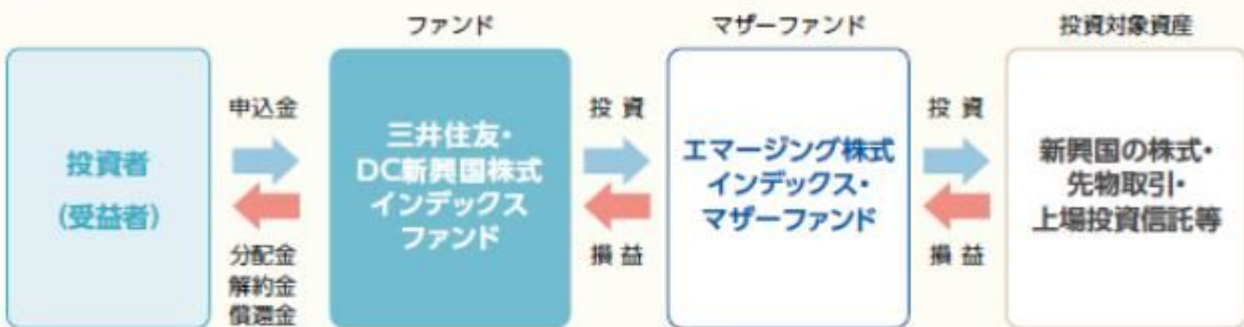 ファンド
マザーファンド
投資対象資産
投資者
(受益者)
申込金
分配金
解約金
償還金
三井住友・
DC新興国株式
インデックス
ファンド
投資
損益
エマージング株式
インデックス・
マザーファンド
投資
損益
新興国の株式・
先物取引・
上場投資信託等